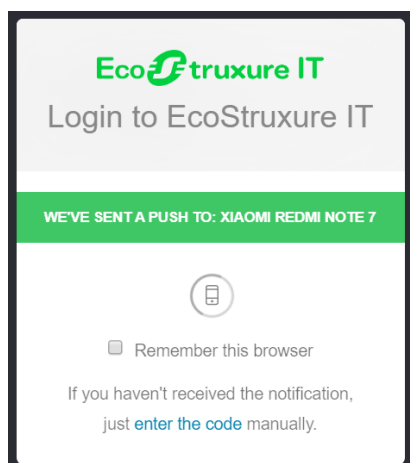 EcoStruxure IT
Login to EcoStruxure IT
WE'VE SENT A PUSH TO: XIAOMI REDMI NOTE 7
Remember this browser
If you haven't received the notification,
just enter the code manually.